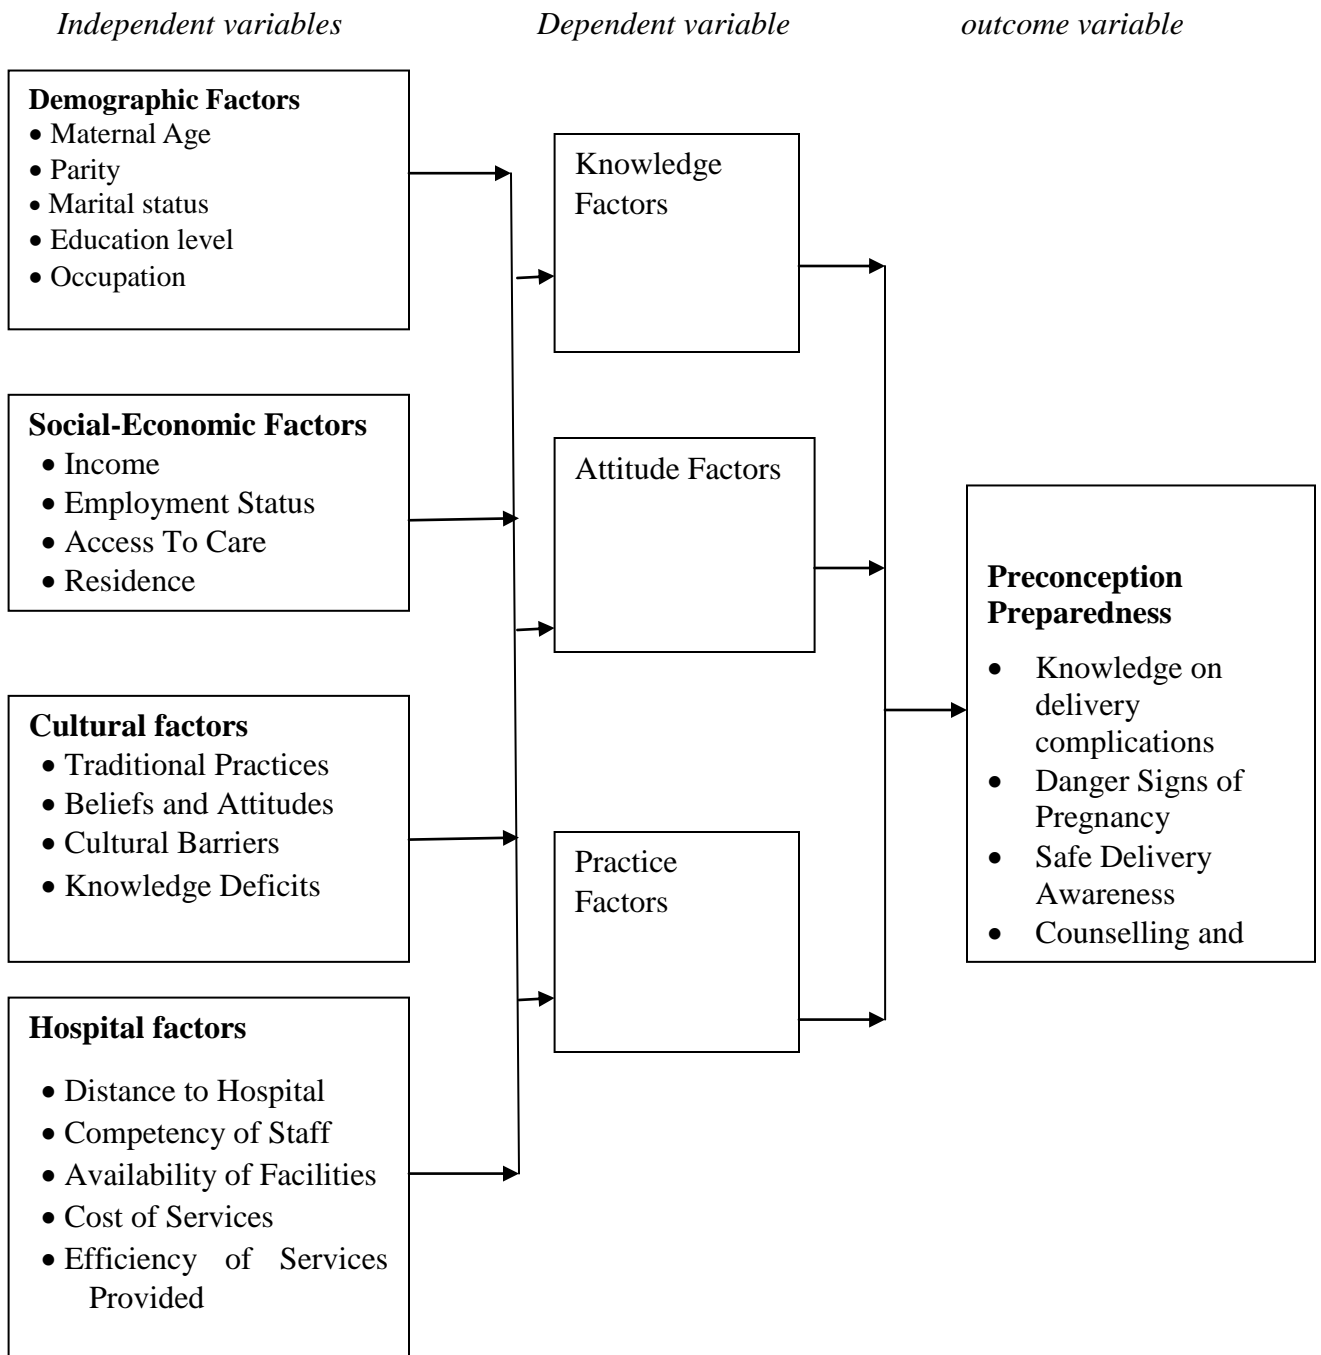 Independent variables
Dependent variable
outcome variable
Demographic Factors
• Maternal Age
• Parity
• Marital status
• Education level
• Occupation
Social-Economic Factors
• Income
• Employment Status
• Access To Care
• Residence
Cultural factors
• Traditional Practices
• Beliefs and Attitudes
• Cultural Barriers
• Knowledge Deficits
Hospital factors
• Distance to Hospital
• Competency of Staff
• Availability of Facilities
• Cost of Services
• Efficiency of Services
Provided
Knowledge
Factors
Attitude Factors
Practice
Factors
Preconception
Preparedness
• Knowledge on
delivery
complications
• Danger Signs of
Pregnancy
• Safe Delivery
Awareness
• Counselling and